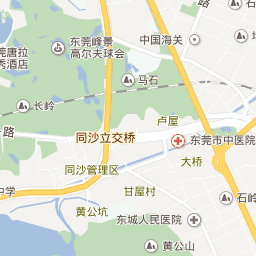 东莞峰景
高尔夫球会
中国海关
莞唐拉
秀酒店
马石
长岭
卢屋
路
同沙立交桥
东莞市中医院
大桥
同沙管理区
中学
甘屋村
石岭
黄公坑
东城人民医院
黄公山